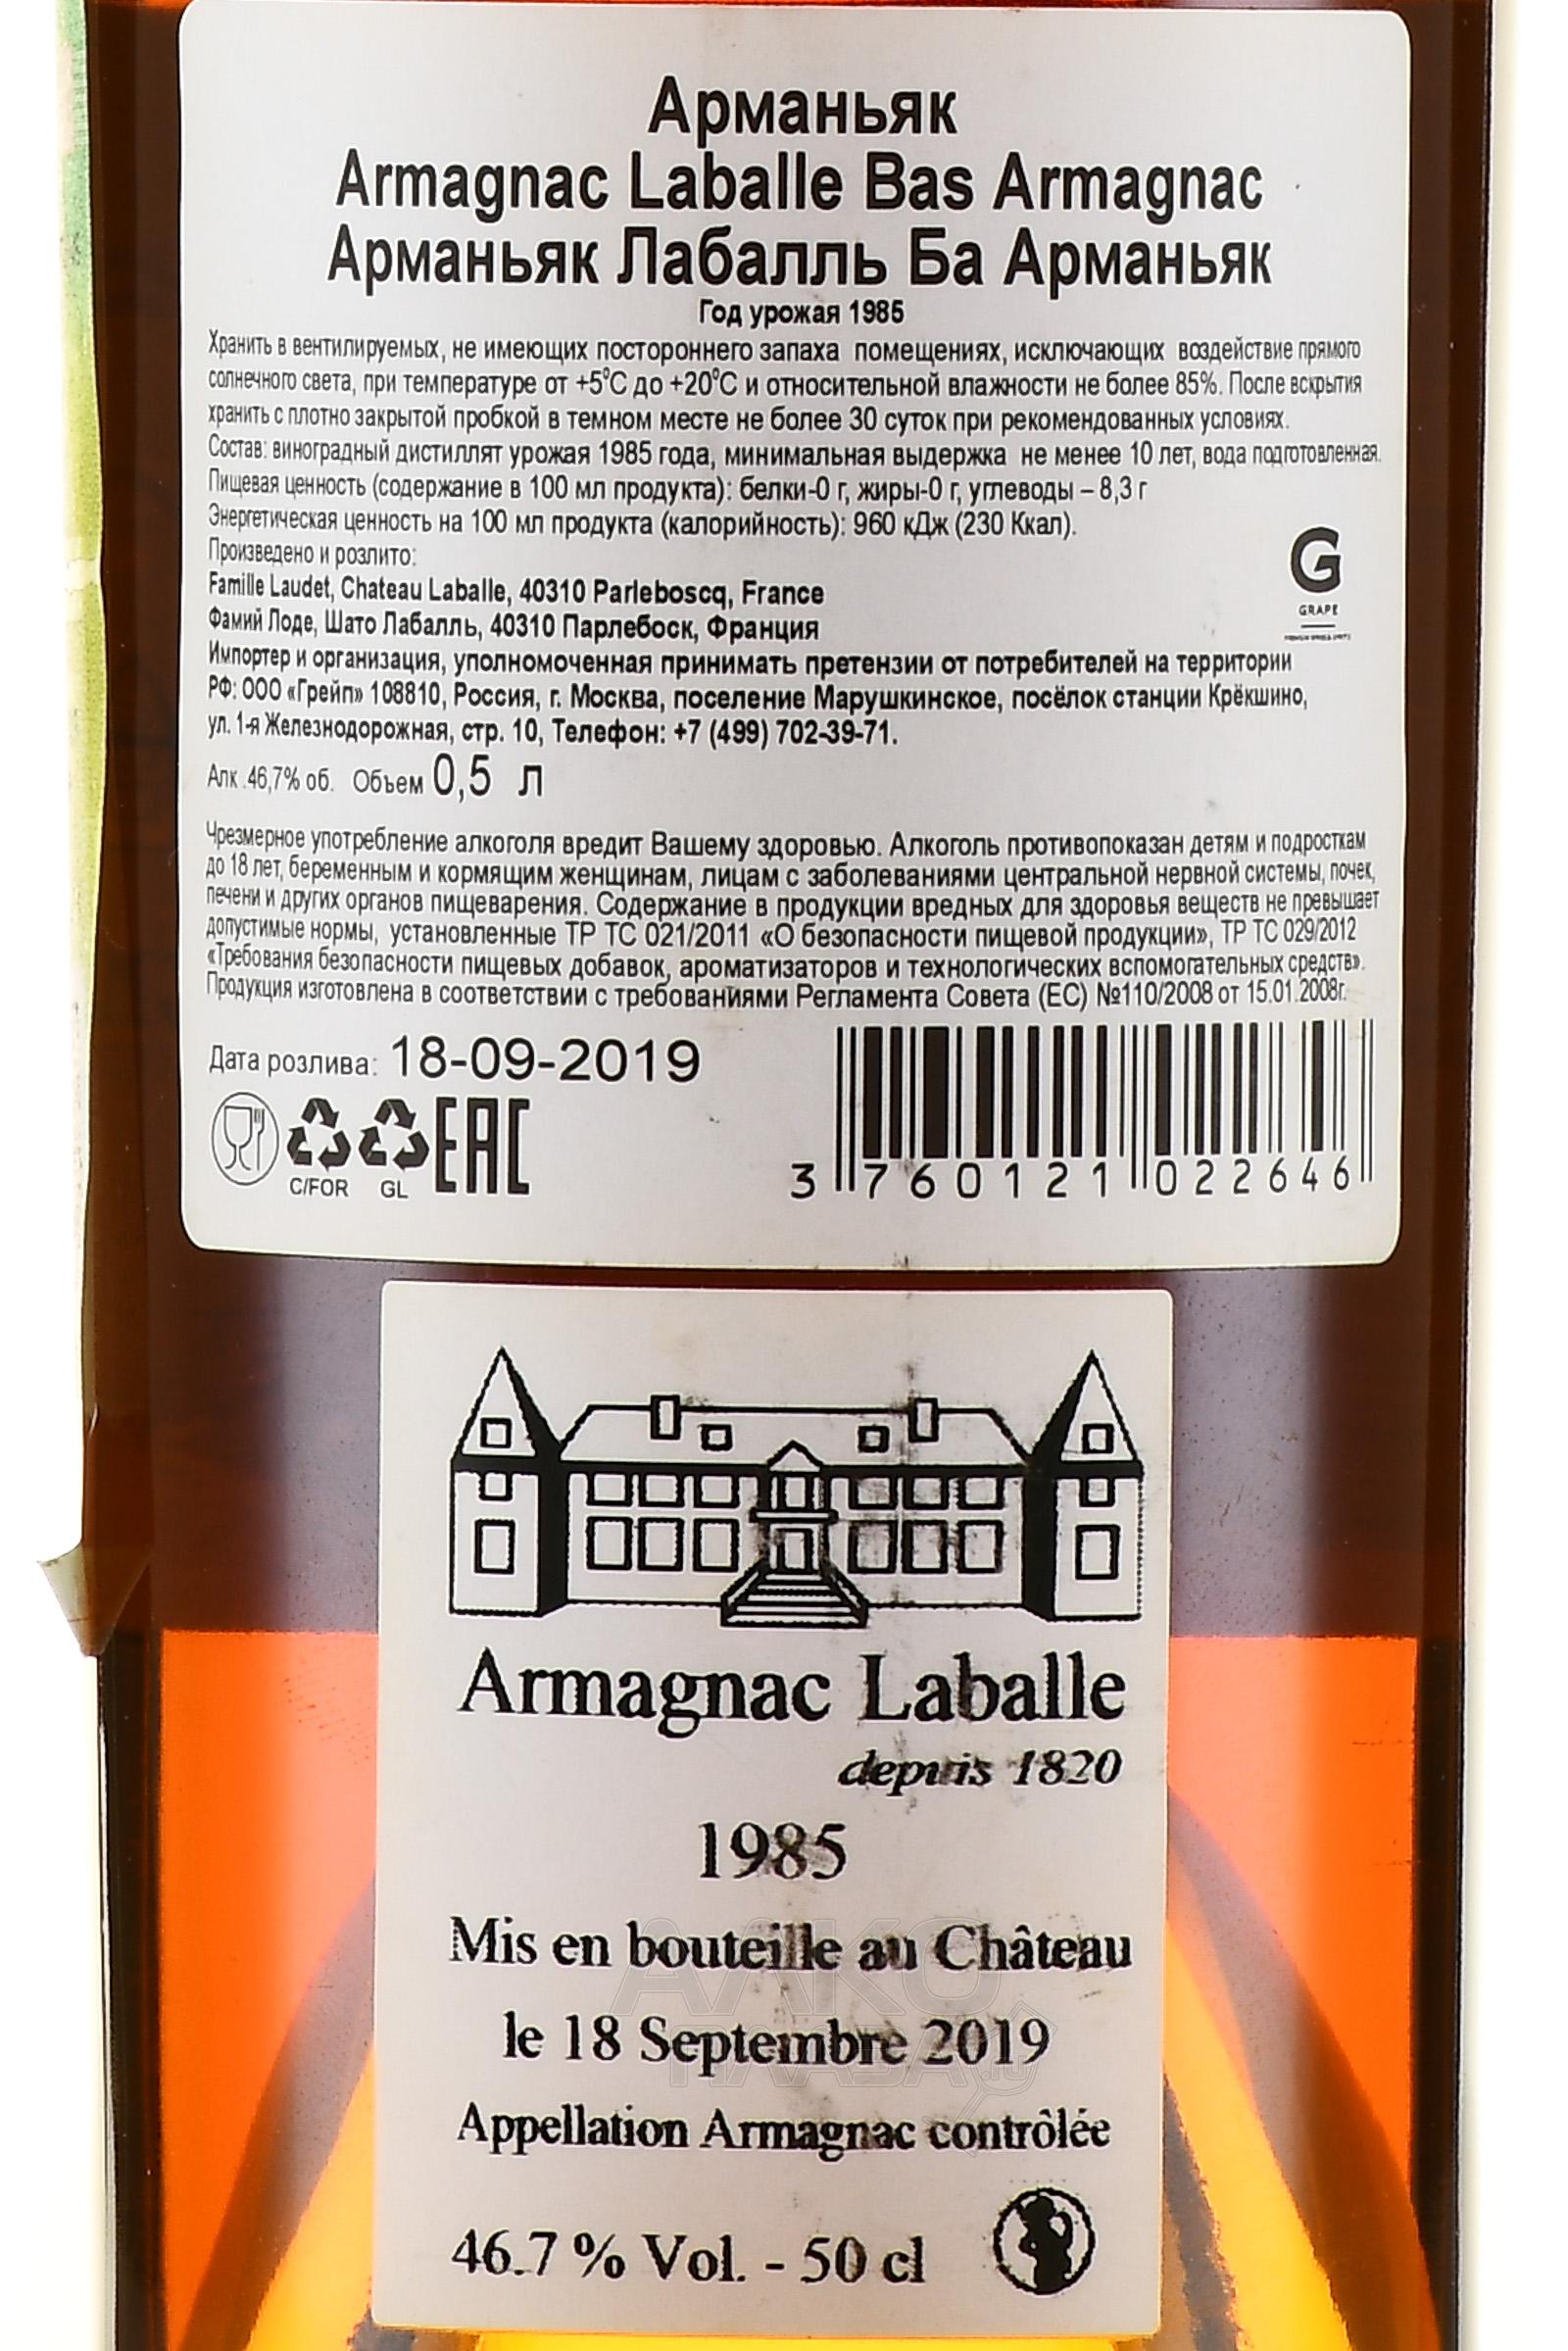 Арманьяк
Armagnac Laballe Bas Armagnac
Арманьяк Лабалль Ба Арманьяк
Год урожая 1985
Хранить в вентилируемых, не имеющих постороннего запаха помещениях, исключающих воздействие прямого
солнечного света, при температуре от +5°С до +20°С и относительной влажности не более 85%. После вскрытия
хранить с плотно закрытой пробкой в темном месте не более 30 суток при рекомендованных условиях.
Состав: виноградный дистиллят урожая 1985 года, минимальная выдержка не менее 10 лет, вода подготовленная.
Пищевая ценность (содержание в 100 мл продукта): белки-0 г, жиры-0 г, углеводы – 8,3 г
Энергетическая ценность на 100 мл продукта (калорийность): 960 кДж (230 Ккал).
Произведено и розлито:
Famille Laudet, Chateau Laballe, 40310 Parleboscq, France
Фамий Лоде, Шато Лабалль, 40310 Парлебоск, Франция
G
GRAPE
Импортер и организация, уполномоченная принимать претензии от потребителей на территории
РФ: ООО «Грейп» 108810, Россия, г. Москва, поселение Марушкинское, посёлок станции Крёкшино,
ул. 1-я Железнодорожная, стр. 10, Телефон: +7 (499) 702-39-71.
Алк.46,7% об. Объем 0,5 л
Чрезмерное употребление алкоголя вредит Вашему здоровью. Алкоголь противопоказан детям и подросткам
до 18 лет, беременным и кормящим женщинам, лицам с заболеваниями центральной нервной системы, почек,
печени и других органов пищеварения. Содержание в продукции вредных для здоровья веществ не превышает
допустимые нормы, установленные ТР ТС 021/2011 «О безопасности пищевой продукции», ТР ТС 029/2012
«Требования безопасности пищевых добавок, ароматизаторов и технологических вспомогательных средств».
Продукция изготовлена в соответствии с требованиями Регламента Совета (ЕС) №110/2008 от 15.01.2008г.
Дата розлива: 18-09-2019
C/FOR GL EAC
3 760121 022646
Armagnac Laballe
depuis 1820
1985
Mis en bouteille au Château
le 18 Septembre 2019
Appellation Armagnac contrôlée
46.7 % Vol. - 50 cl